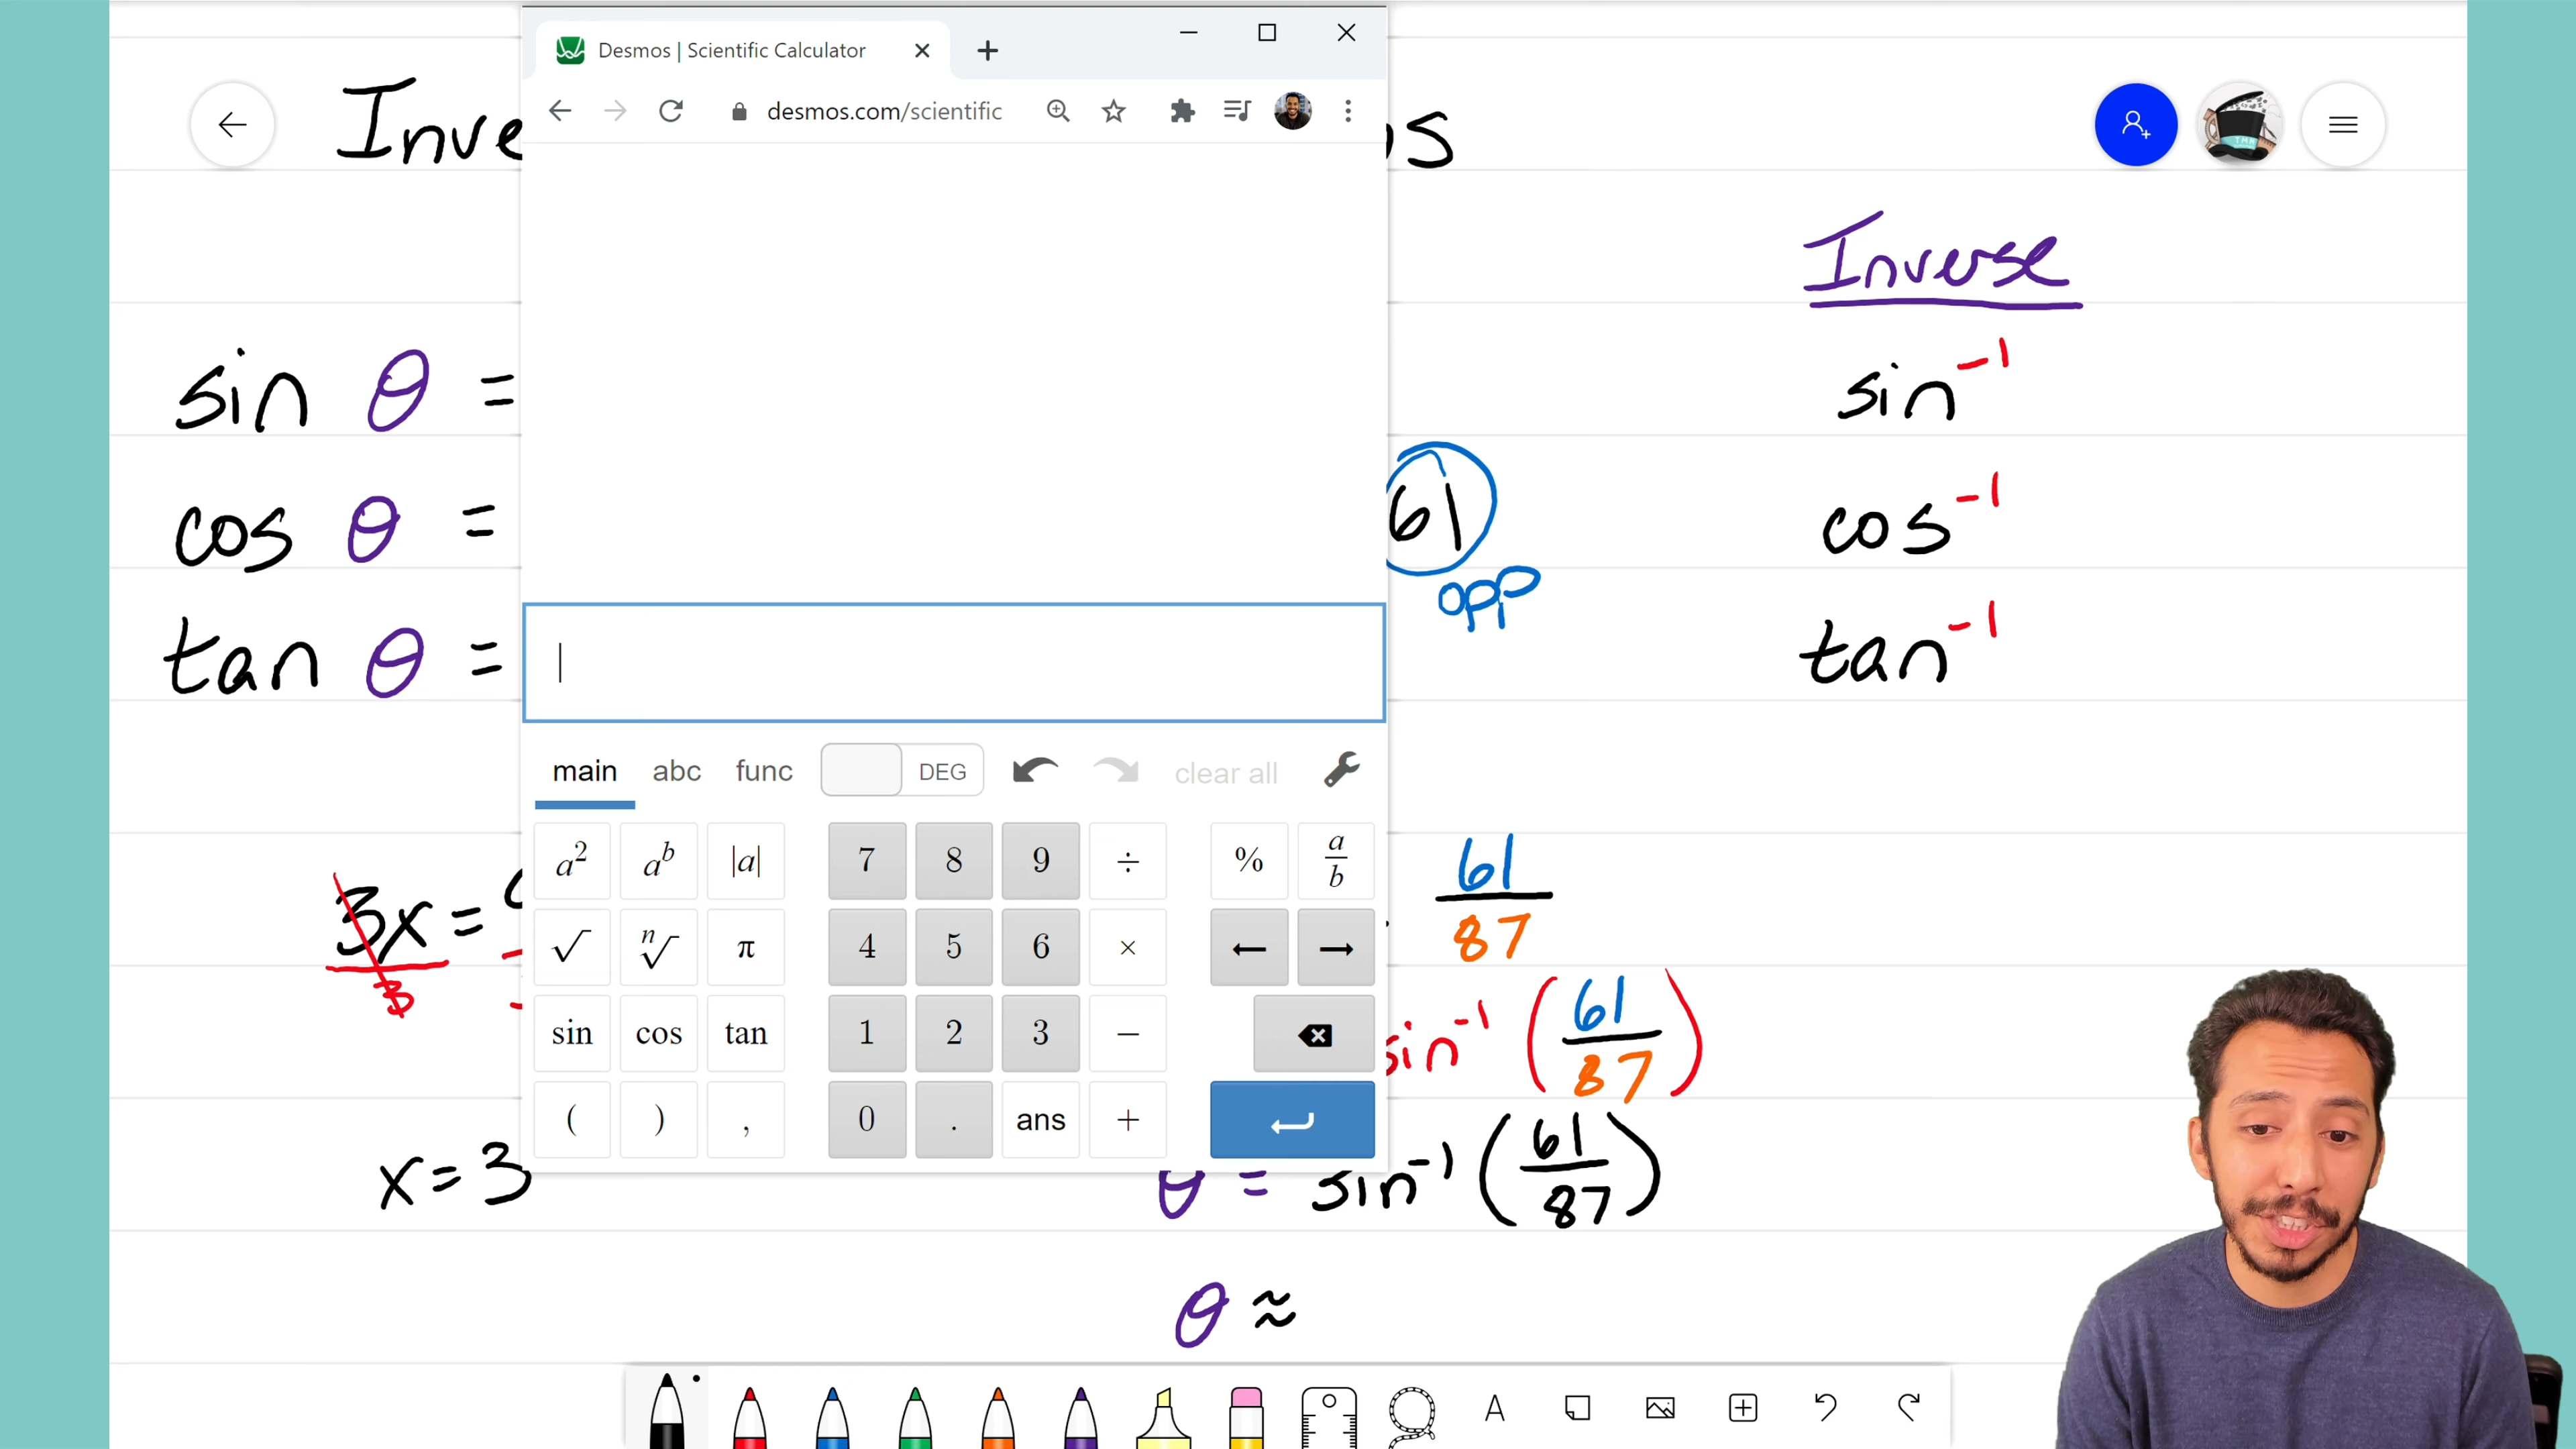 Desmos | Scientific Calculator
desmos.com/scientific
Inve
s
TMH
Inverse
sin θ =
cos θ =
tan θ =
61
opp
sin⁻¹
cos⁻¹
tan⁻¹
main abc func DEG clear all
a² aᵇ |a| 7 8 9 ÷ % a/b
√ ⁿ√ π 4 5 6 × ← →
sin cos tan 1 2 3 −
( ) , 0 . ans +
3x =
3
x = 3
61/87
sin⁻¹ (61/87)
θ = sin⁻¹ (61/87)
θ ≈
A